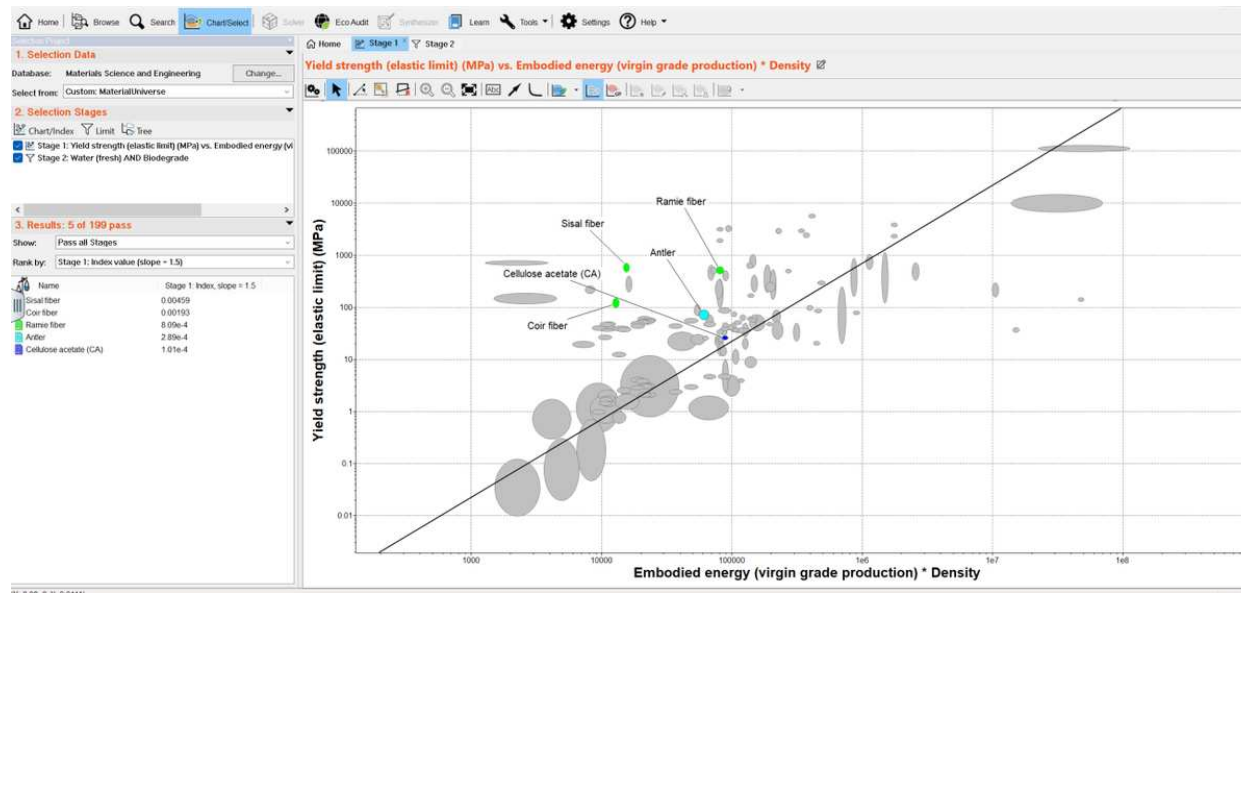 Home Browse Search Chart/Select Solver Eco Audit Synthesizer Learn Tools Settings Help
Selection Project
1. Selection Data
Database: Materials Science and Engineering Change...
Select from: Custom: MaterialUniverse
2. Selection Stages
Chart/Index Limit Tree
Stage 1: Yield strength (elastic limit) (MPa) vs. Embodied energy (vi
Stage 2: Water (fresh) AND Biodegrade
3. Results: 5 of 199 pass
Show: Pass all Stages
Rank by: Stage 1: Index value (slope = 1.5)
Name Stage 1: Index, slope = 1.5
Sisal fiber 0.00459
Coir fiber 0.00193
Ramie fiber 8.09e-4
Antler 2.89e-4
Cellulose acetate (CA) 1.01e-4
Home Stage 1 Stage 2
Yield strength (elastic limit) (MPa) vs. Embodied energy (virgin grade production) * Density
Abc
Yield strength (elastic limit) (MPa)
100000
10000
1000
100
10
1
0.1
0.01
Ramie fiber
Sisal fiber
Antler
Cellulose acetate (CA)
Coir fiber
1000 10000 100000 1e6 1e7 1e8
Embodied energy (virgin grade production) * Density